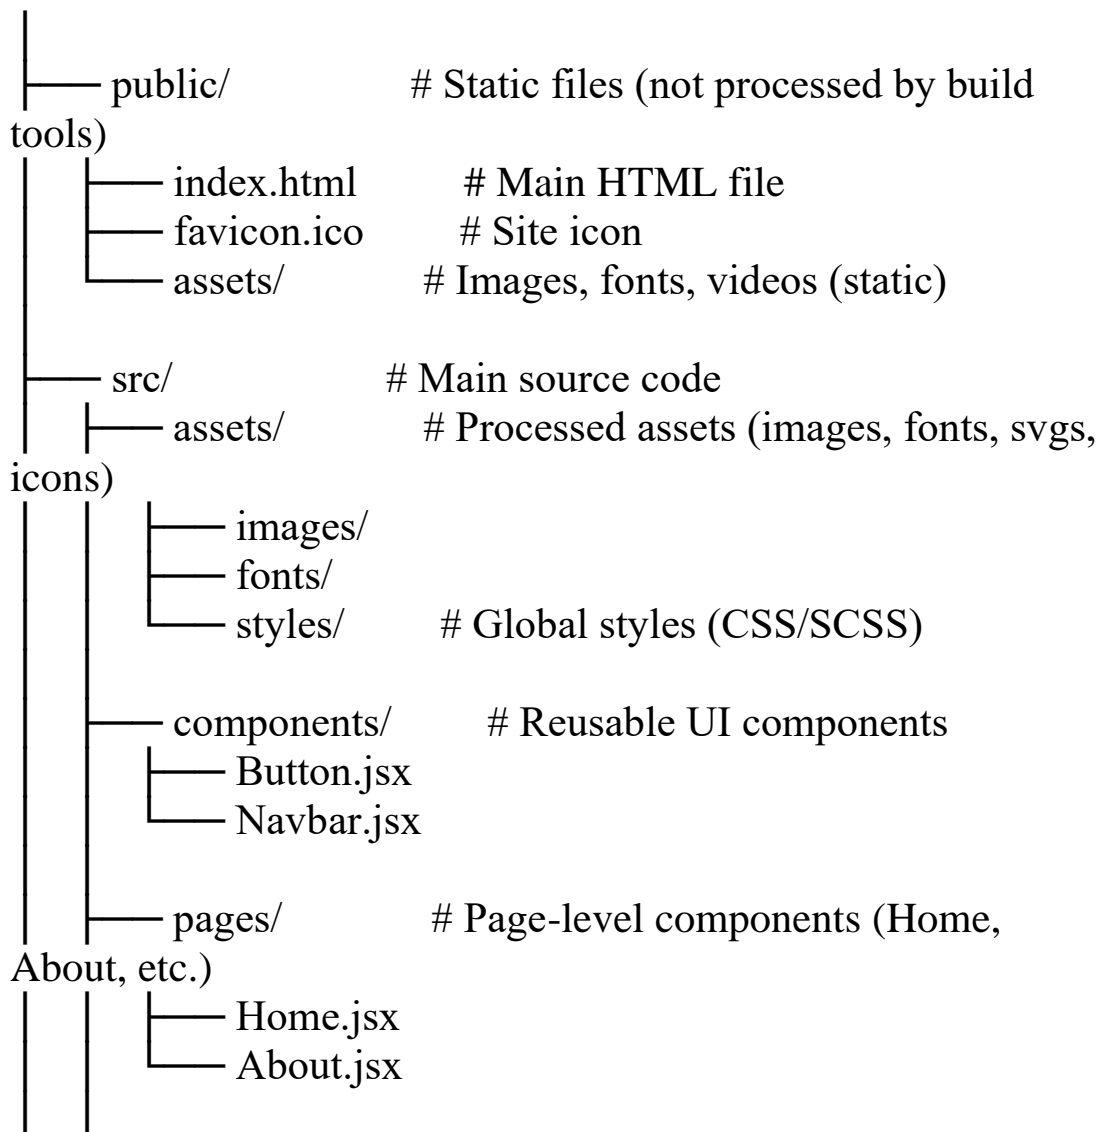 │
├── public/ # Static files (not processed by build
tools)
│ ├── index.html # Main HTML file
│ ├── favicon.ico # Site icon
│ └── assets/ # Images, fonts, videos (static)
│
├── src/ # Main source code
│ ├── assets/ # Processed assets (images, fonts, svgs,
icons)
│ │ ├── images/
│ │ ├── fonts/
│ │ └── styles/ # Global styles (CSS/SCSS)
│ │
│ ├── components/ # Reusable UI components
│ │ ├── Button.jsx
│ │ └── Navbar.jsx
│ │
│ ├── pages/ # Page-level components (Home,
About, etc.)
│ │ ├── Home.jsx
│ │ └── About.jsx
│ │